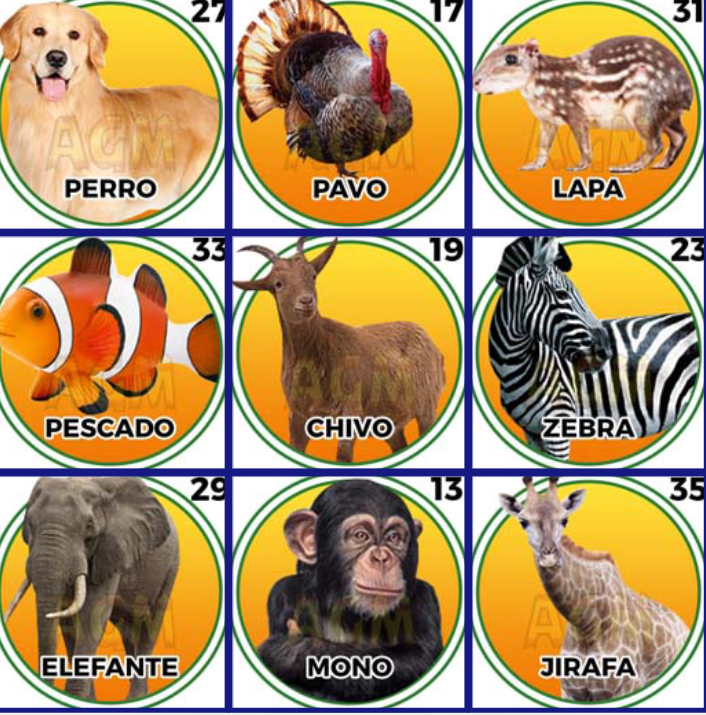 27
AGM
PERRO
17
AGM
PAVO
31
AGM
LAPA
33
AGM
PESCADO
19
AGM
CHIVO
23
AGM
ZEBRA
29
AGM
ELEFANTE
13
AGM
MONO
35
AGM
JIRAFA